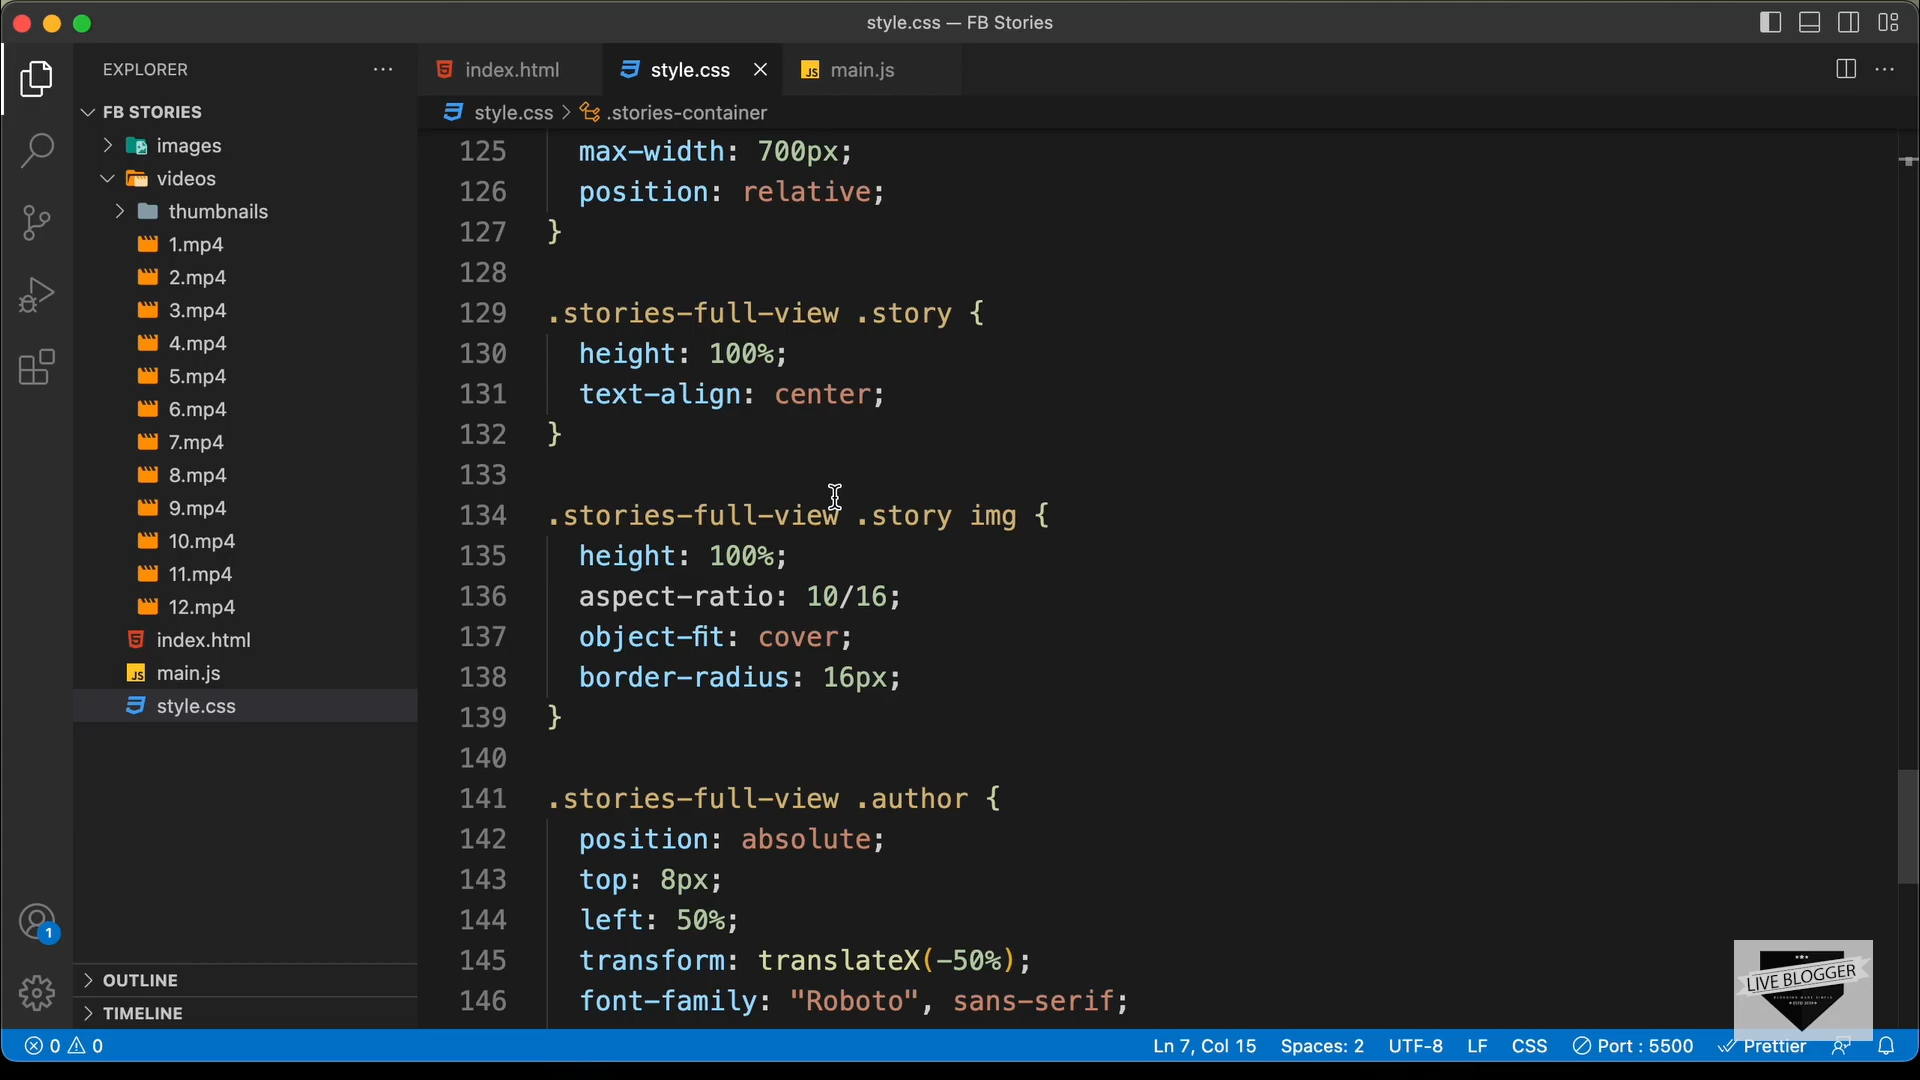 style.css — FB Stories
EXPLORER
index.html
style.css
main.js
style.css > .stories-container
FB STORIES
images
videos
thumbnails
1.mp4
2.mp4
3.mp4
4.mp4
5.mp4
6.mp4
7.mp4
8.mp4
9.mp4
10.mp4
11.mp4
12.mp4
index.html
main.js
style.css
OUTLINE
TIMELINE
125 max-width: 700px;
126 position: relative;
127 }
128
129 .stories-full-view .story {
130 height: 100%;
131 text-align: center;
132 }
133
134 .stories-full-view .story img {
135 height: 100%;
136 aspect-ratio: 10/16;
137 object-fit: cover;
138 border-radius: 16px;
139 }
140
141 .stories-full-view .author {
142 position: absolute;
143 top: 8px;
144 left: 50%;
145 transform: translateX(-50%);
146 font-family: "Roboto", sans-serif;
1
LIVE BLOGGER
0 0
Ln 7, Col 15
Spaces: 2
UTF-8
LF
CSS
Port : 5500
Prettier